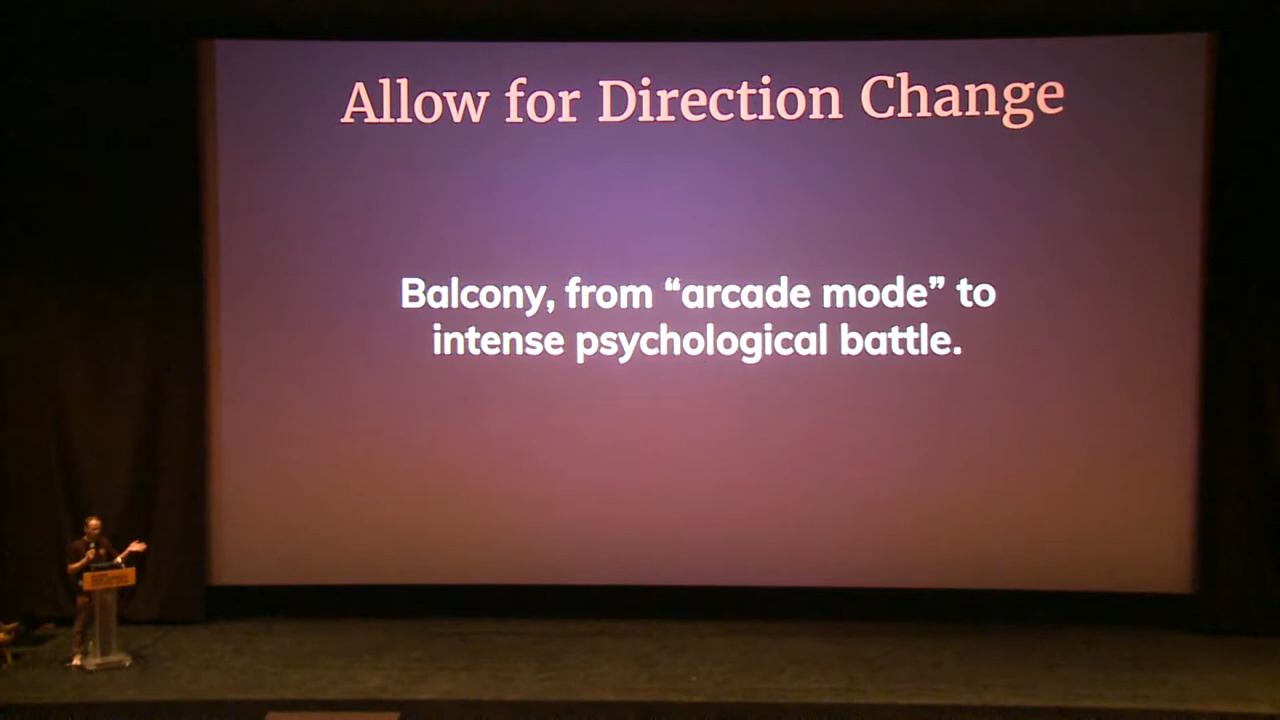 Allow for Direction Change
Balcony, from “arcade mode” to
intense psychological battle.